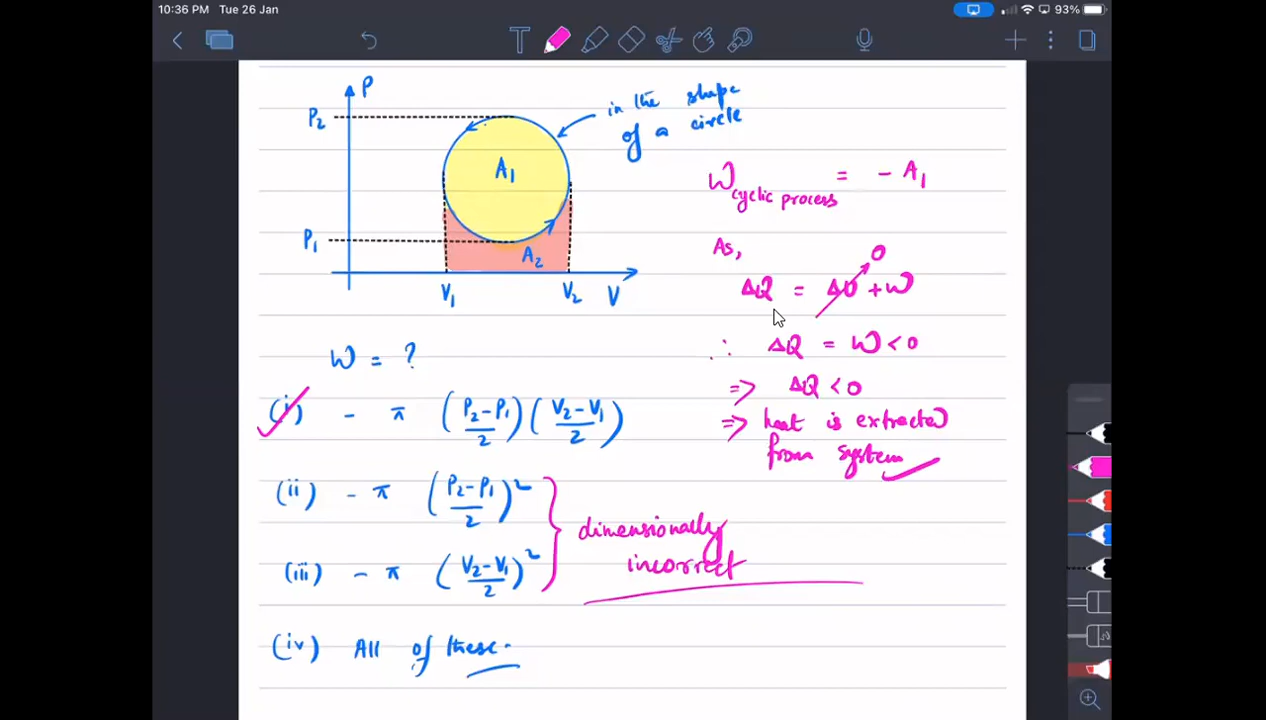 10:36 PM Tue 26 Jan
93%
T
P
P₂
in the shape
of a circle
A₁
W cyclic process = - A₁
P₁
A₂
As,
0
ΔQ = ΔU + W
V₁ V₂ V
W = ?
∴ ΔQ = W < 0
=> ΔQ < 0
(i) - π ((P₂-P₁)/2) ((V₂-V₁)/2)
=> heat is extracted
from system
(ii) - π ((P₂-P₁)/2)²
dimensionally
incorrect
(iii) - π ((V₂-V₁)/2)²
(iv) All of these.